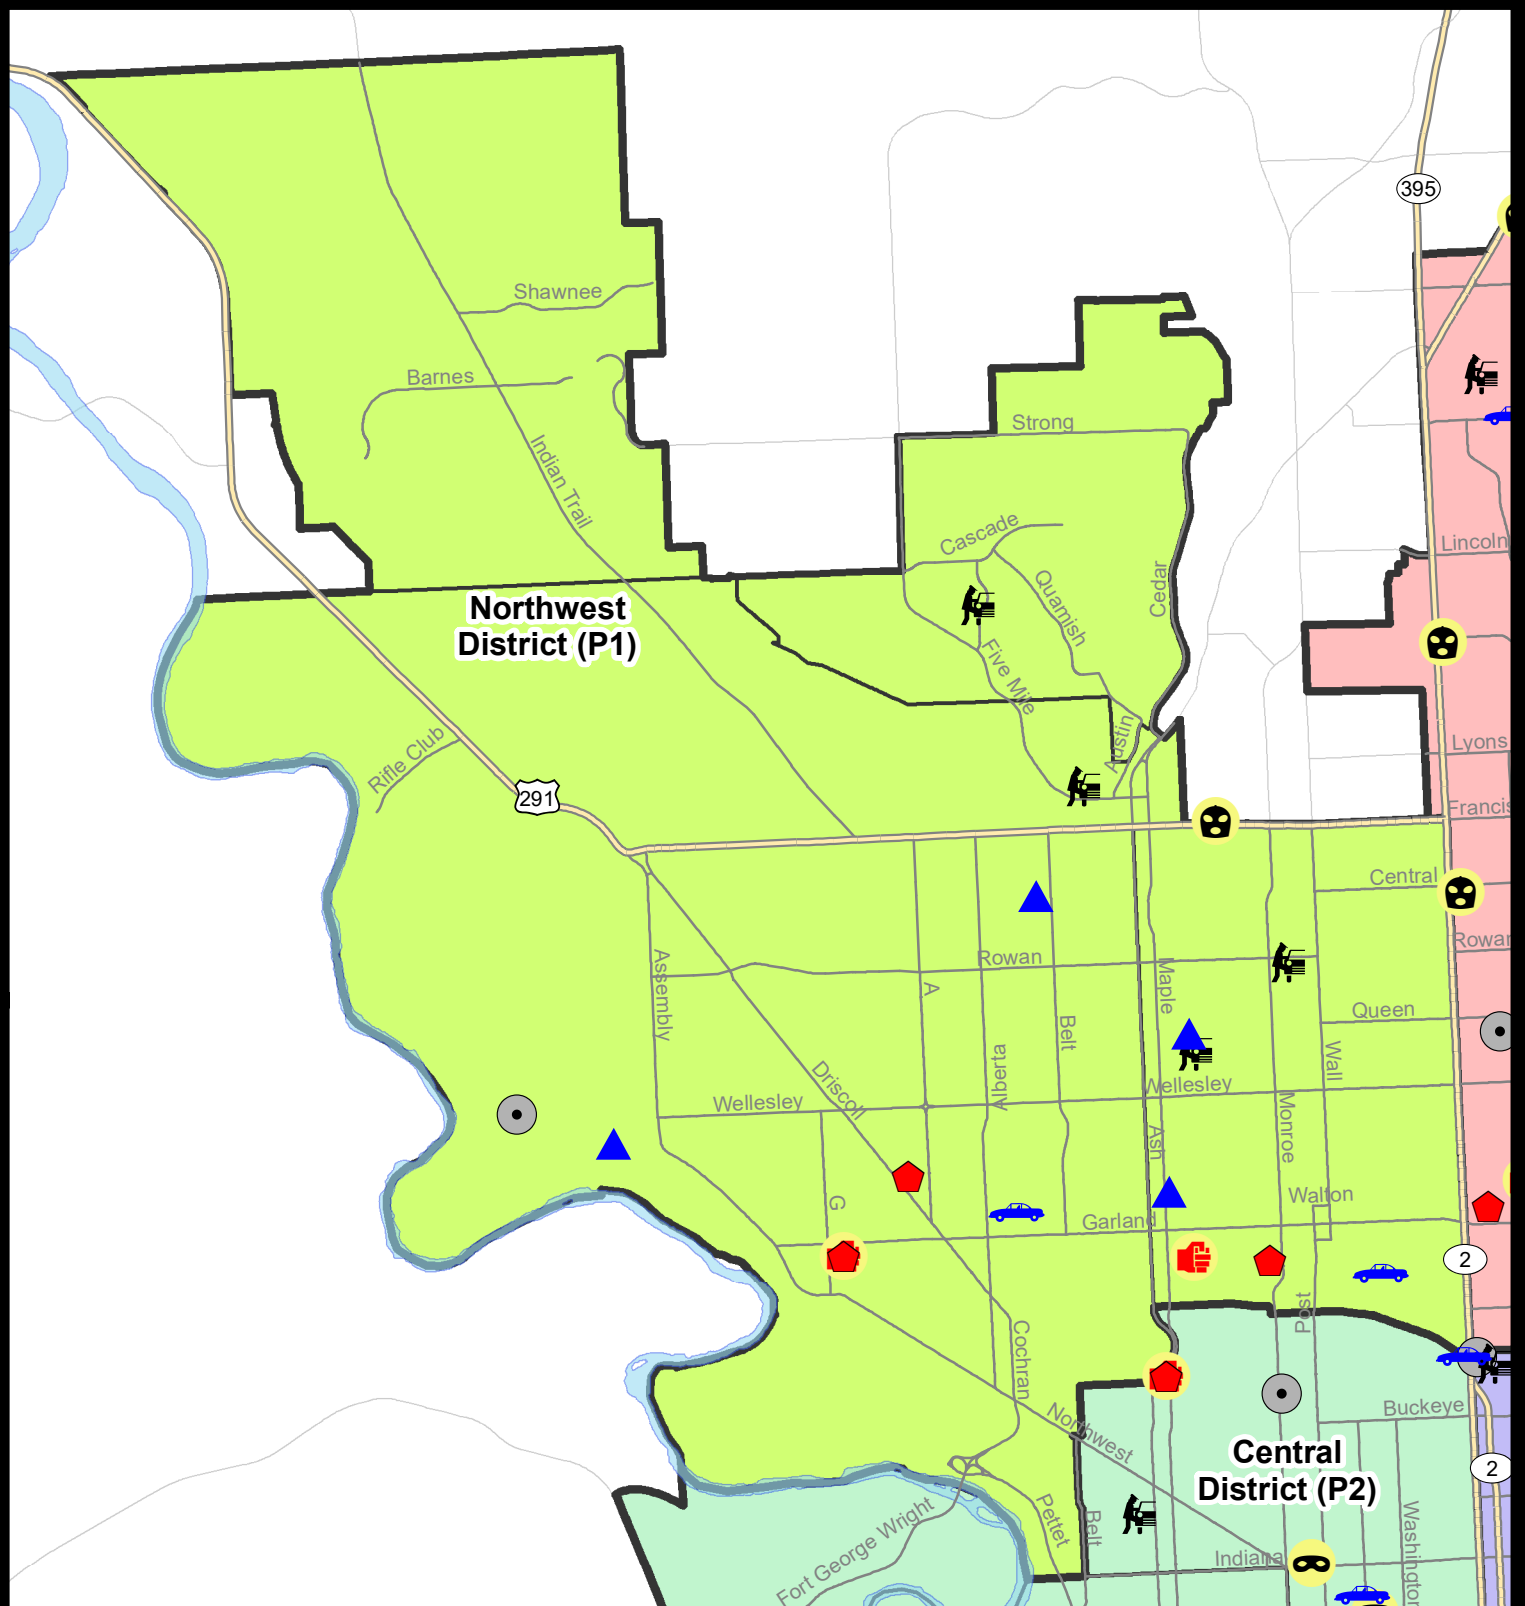 395
Shawnee
Barnes
Strong
Indian Trail
Cascade
Lincoln
Quamish
Cedar
Northwest
District (P1)
Five Mile
Austin
Rifle Club
Lyons
291
Francis
Central
Rowan
Rowan
Assembly
A
Maple
Queen
Belt
Wall
Alberta
Driscoll
Wellesley
Wellesley
Monroe
Ash
G
Walton
Garland
2
Post
Cochran
Northwest
Buckeye
Central
District (P2)
2
Fort George Wright
Pettet
Belt
Washington
Indiana